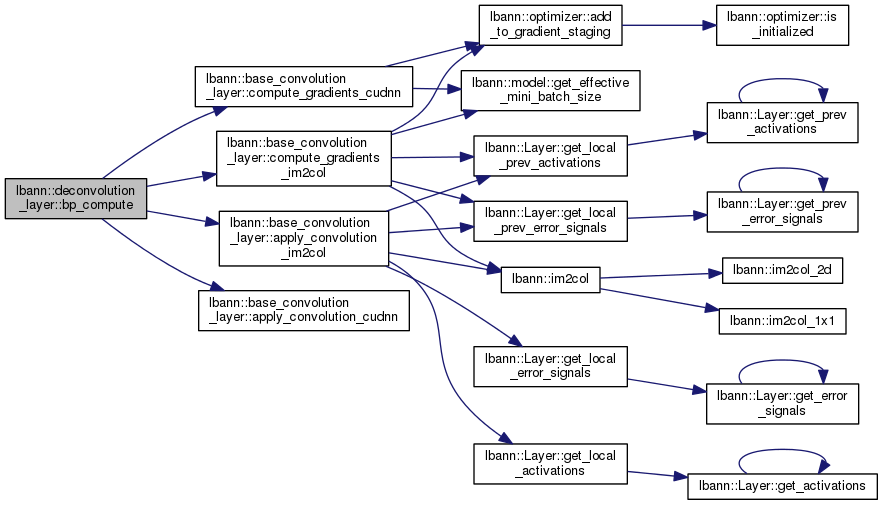 lbann::deconvolution
_layer::bp_compute
lbann::base_convolution
_layer::compute_gradients_cudnn
lbann::base_convolution
_layer::compute_gradients
_im2col
lbann::base_convolution
_layer::apply_convolution
_im2col
lbann::base_convolution
_layer::apply_convolution_cudnn
lbann::optimizer::add
_to_gradient_staging
lbann::model::get_effective
_mini_batch_size
lbann::Layer::get_local
_prev_activations
lbann::Layer::get_local
_prev_error_signals
lbann::im2col
lbann::Layer::get_local
_error_signals
lbann::Layer::get_local
_activations
lbann::optimizer::is
_initialized
lbann::Layer::get_prev
_activations
lbann::Layer::get_prev
_error_signals
lbann::im2col_2d
lbann::im2col_1x1
lbann::Layer::get_error
_signals
lbann::Layer::get_activations